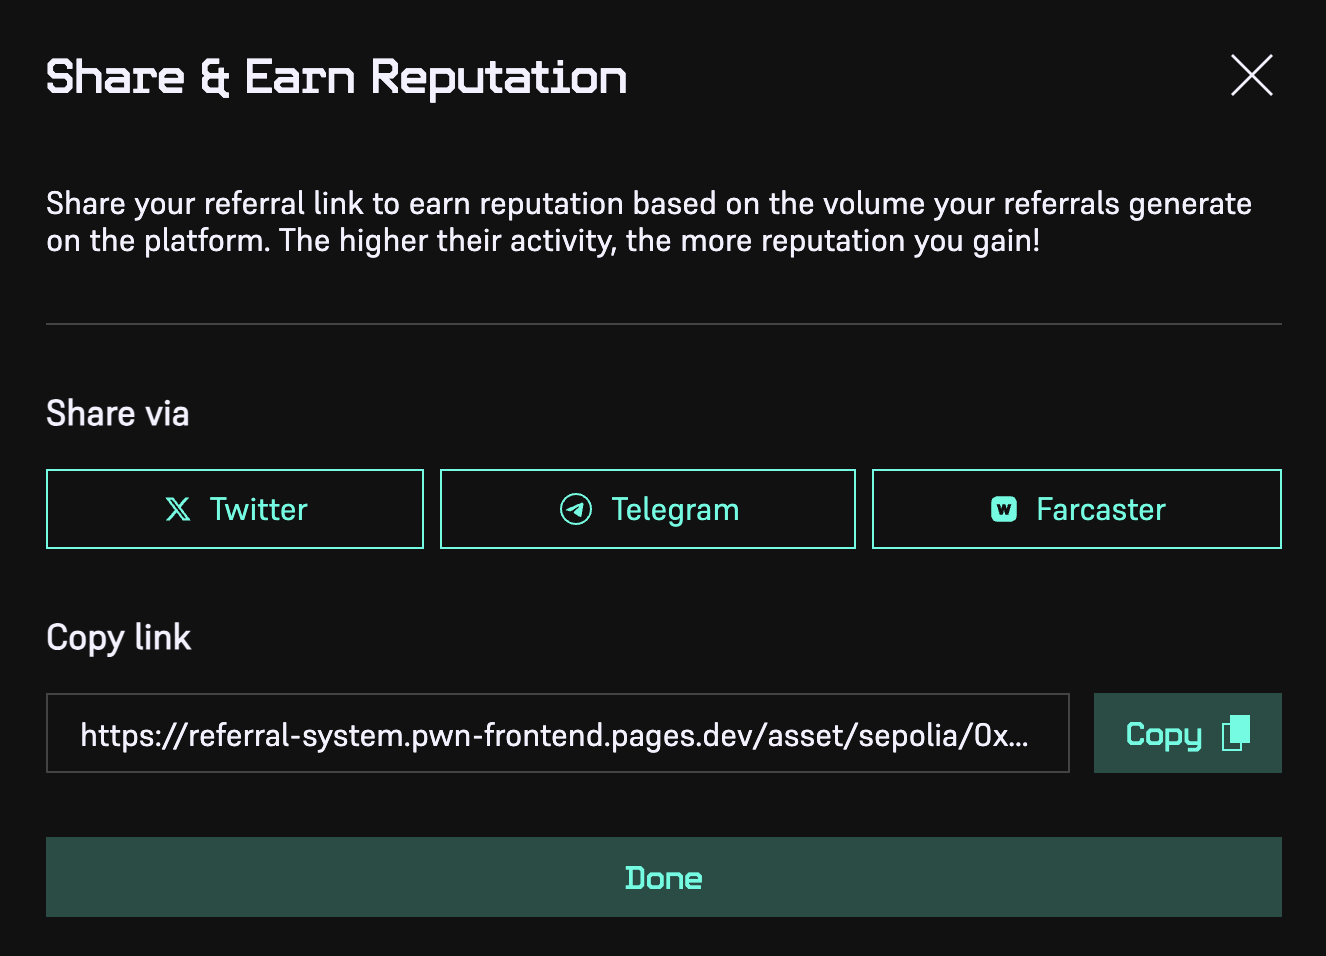 Share & Earn Reputation
Share your referral link to earn reputation based on the volume your referrals generate
on the platform. The higher their activity, the more reputation you gain!
Share via
Twitter
Telegram
Farcaster
Copy link
https://referral-system.pwn-frontend.pages.dev/asset/sepolia/0x...
Copy
Done